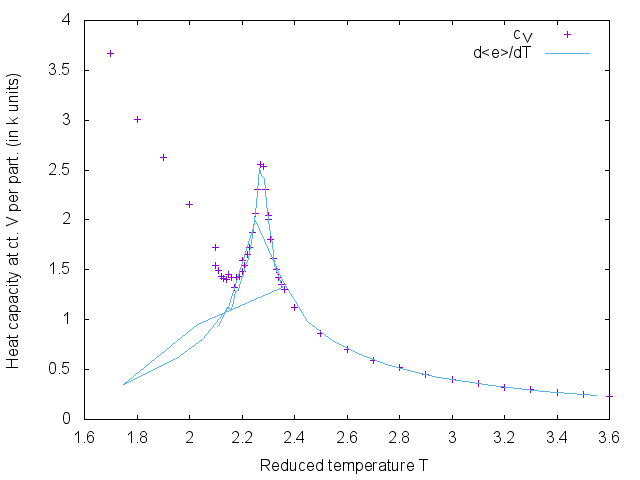 4
3.5
3
2.5
2
1.5
1
0.5
0
Heat capacity at ct. V per part. (in k units)
cV
d<e>/dT
1.6 1.8 2 2.2 2.4 2.6 2.8 3 3.2 3.4 3.6
Reduced temperature T